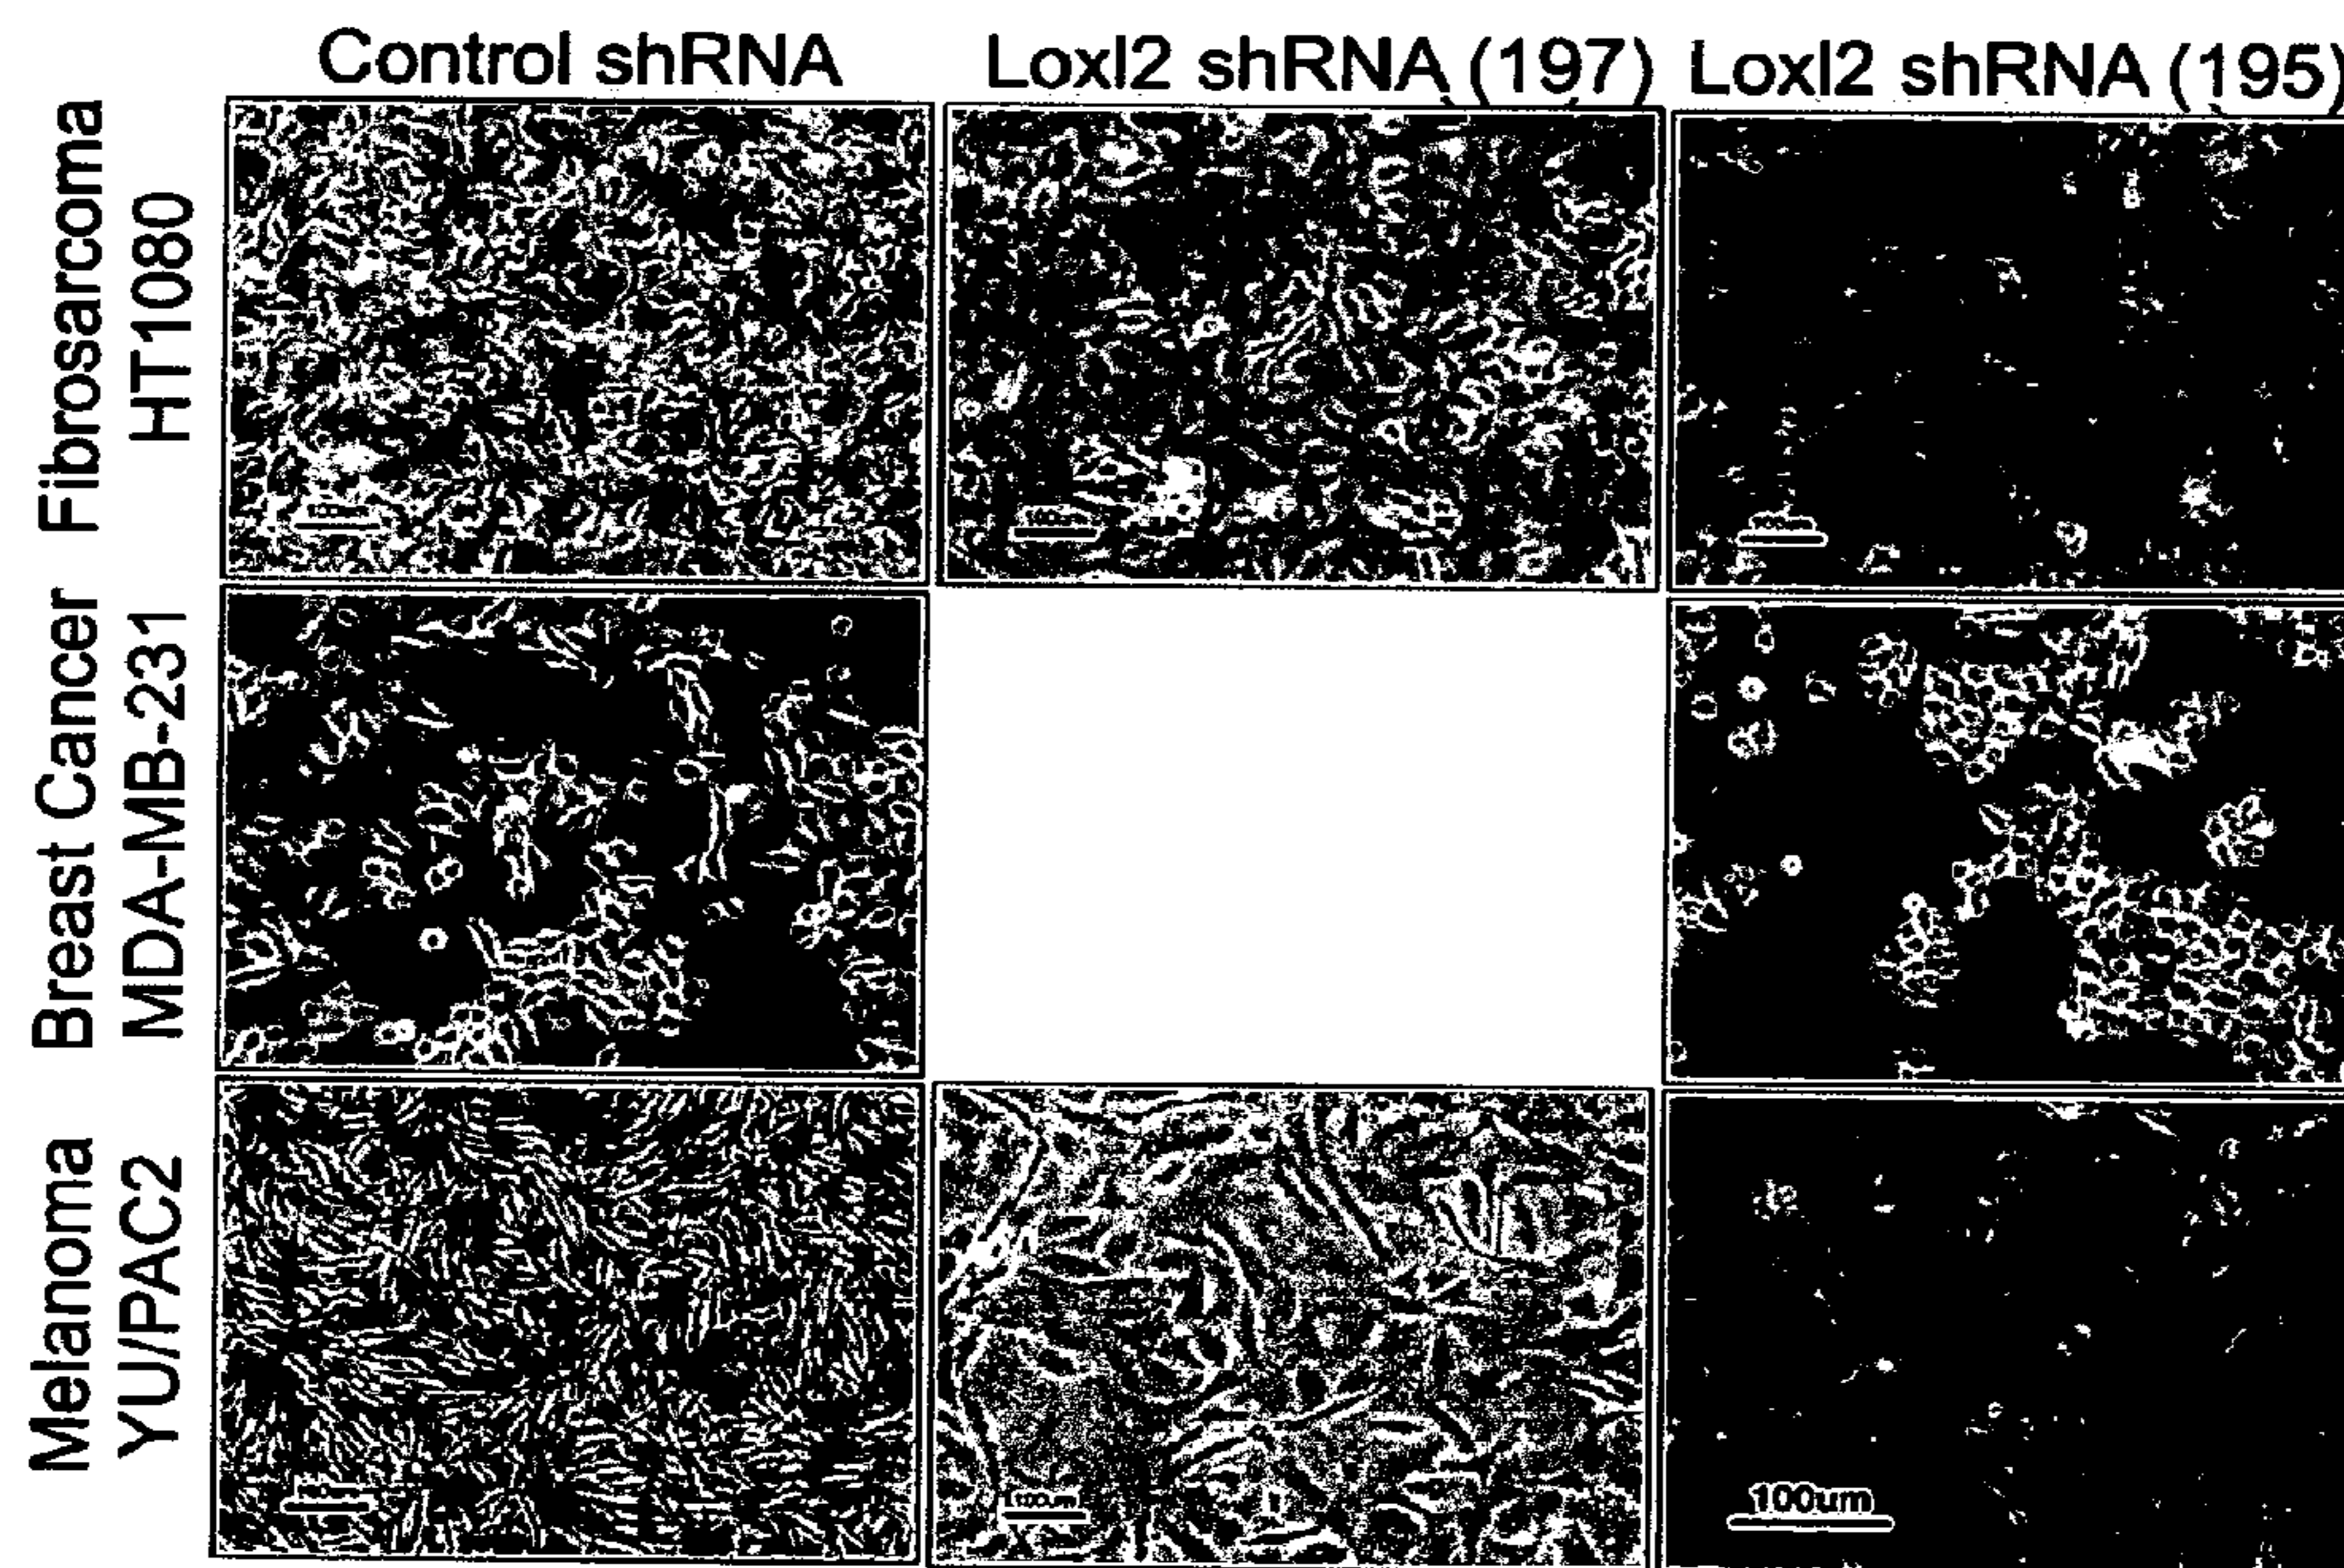 Control shRNA
Loxl2 shRNA (197)
Loxl2 shRNA (195)
Fibrosarcoma
HT1080
Breast Cancer
MDA-MB-231
Melanoma
YU/PAC2
100um
100um